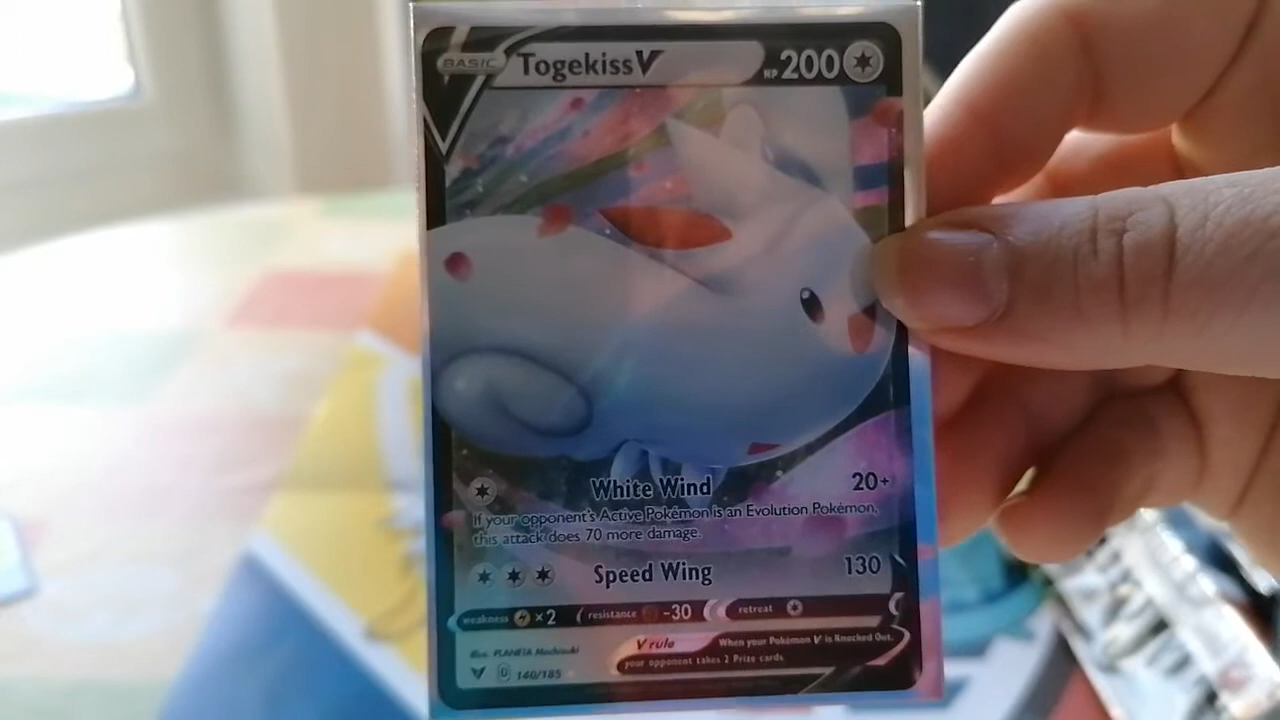 BASIC Togekiss V HP 200
White Wind 20+
If your opponent's Active Pokémon is an Evolution Pokémon,
this attack does 70 more damage.
Speed Wing 130
weakness ×2 resistance -30 retreat
V rule When your Pokémon V is Knocked Out,
your opponent takes 2 Prize cards.
Illus. PLANETA Mochizuki
V D 140/185